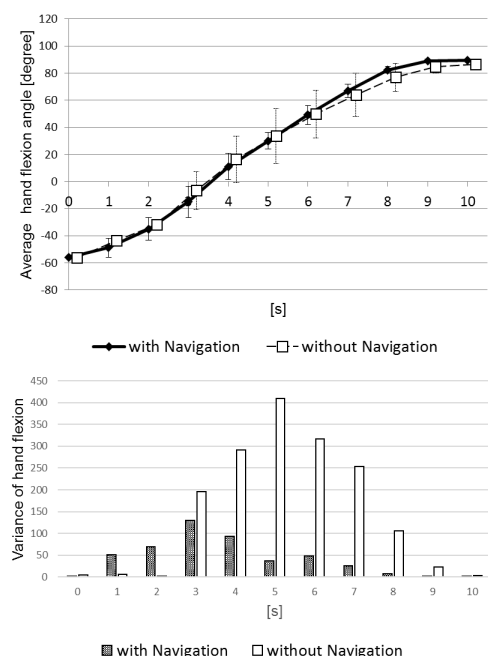 Average hand flexion angle [degree]
120
100
80
60
40
20
0
-20
-40
-60
-80
0 1 2 3 4 5 6 7 8 9 10
[s]
with Navigation without Navigation
Variance of hand flexion
450
400
350
300
250
200
150
100
50
0
0 1 2 3 4 5 6 7 8 9 10
[s]
with Navigation without Navigation